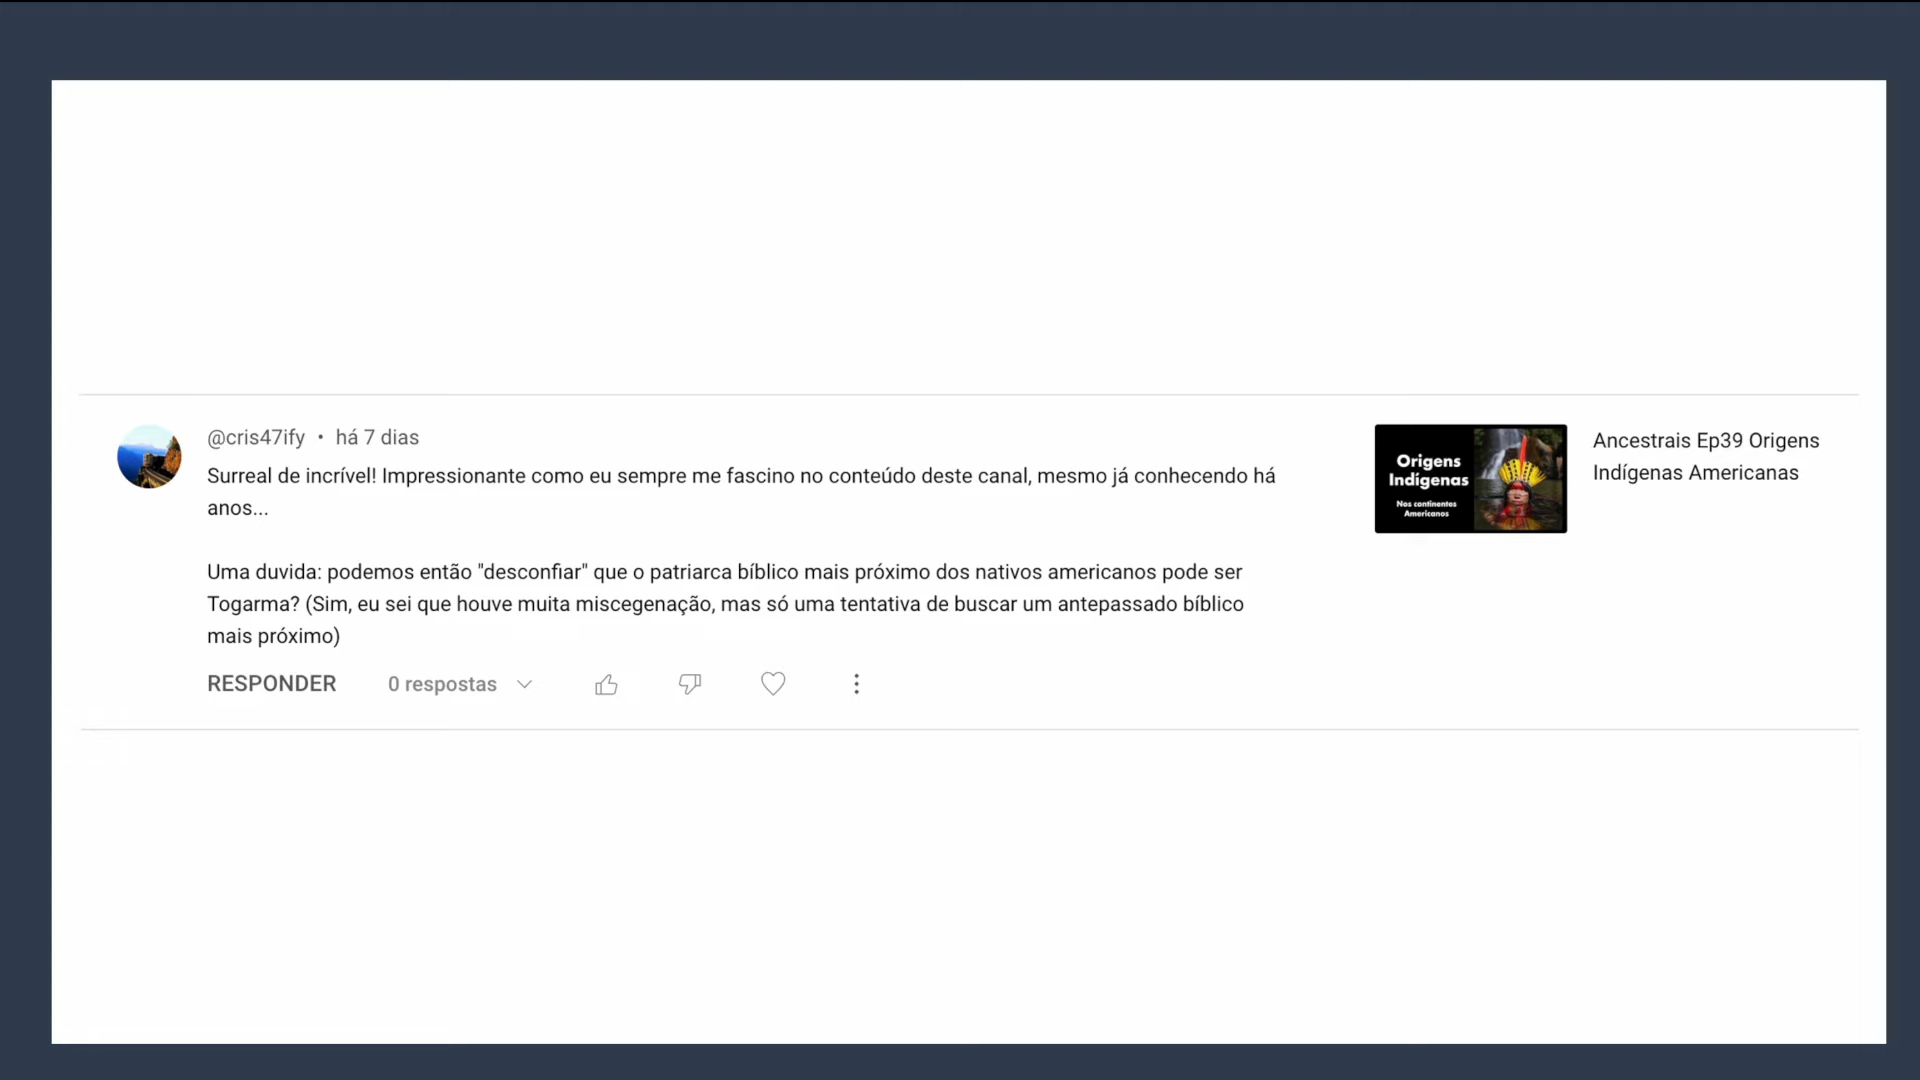 @cris47ify • há 7 dias
Surreal de incrível! Impressionante como eu sempre me fascino no conteúdo deste canal, mesmo já conhecendo há
anos...
Uma duvida: podemos então "desconfiar" que o patriarca bíblico mais próximo dos nativos americanos pode ser
Togarma? (Sim, eu sei que houve muita miscegenação, mas só uma tentativa de buscar um antepassado bíblico
mais próximo)
RESPONDER 0 respostas
Origens
Indígenas
Nos continentes
Americanos
Ancestrais Ep39 Origens
Indígenas Americanas